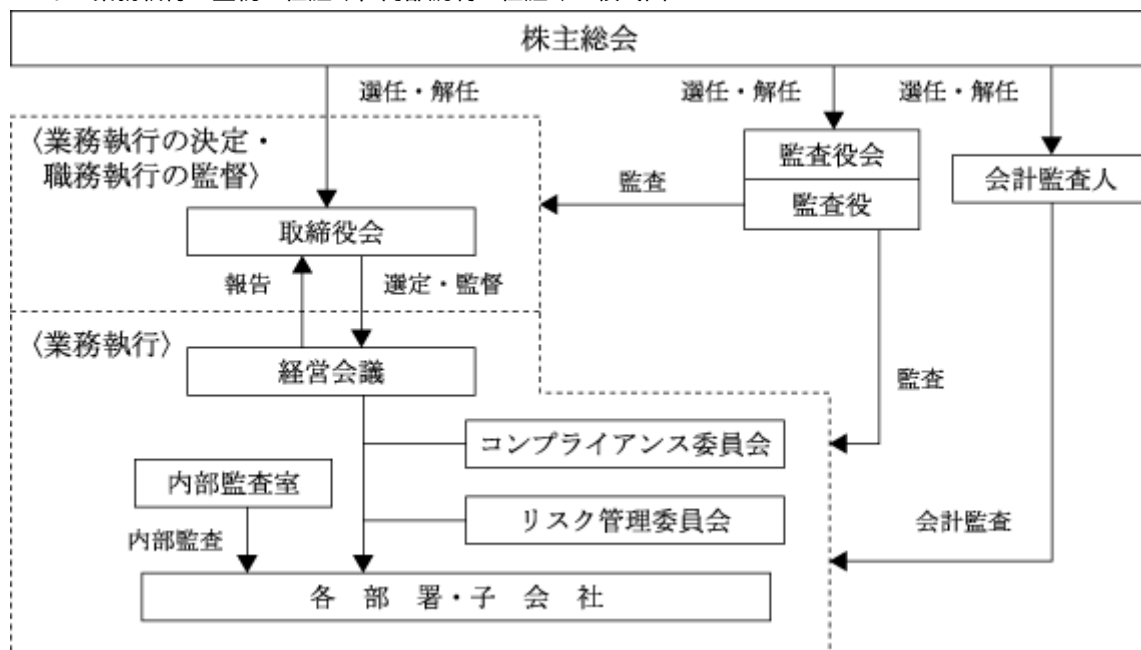 株主総会
選任・解任
選任・解任
選任・解任
〈業務執行の決定・
職務執行の監督〉
監査役会
監査役
会計監査人
監査
取締役会
報告
選定・監督
〈業務執行〉
経営会議
監査
コンプライアンス委員会
内部監査室
リスク管理委員会
会計監査
内部監査
各部署・子会社